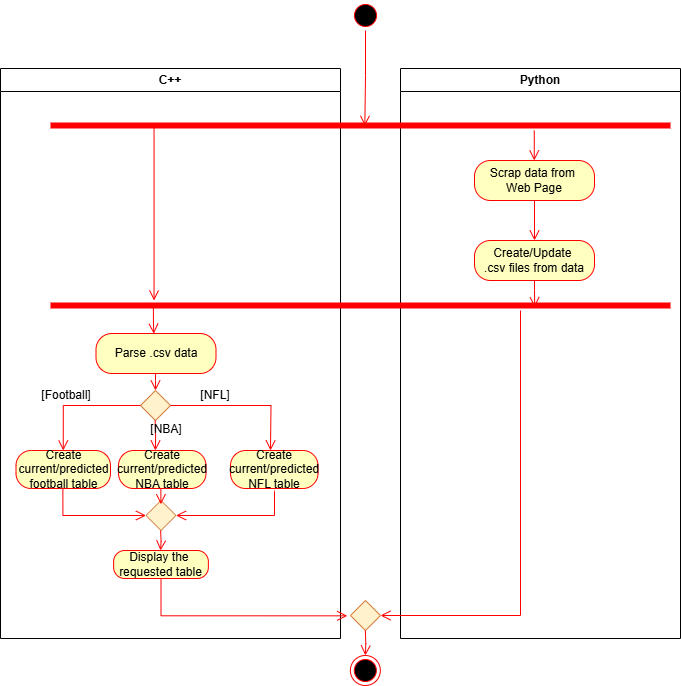 C++
Python
Scrap data from
Web Page
Create/Update
.csv files from data
Parse .csv data
[Football]
[NFL]
[NBA]
Create
current/predicted
football table
Create
current/predicted
NBA table
Create
current/predicted
NFL table
Display the
requested table